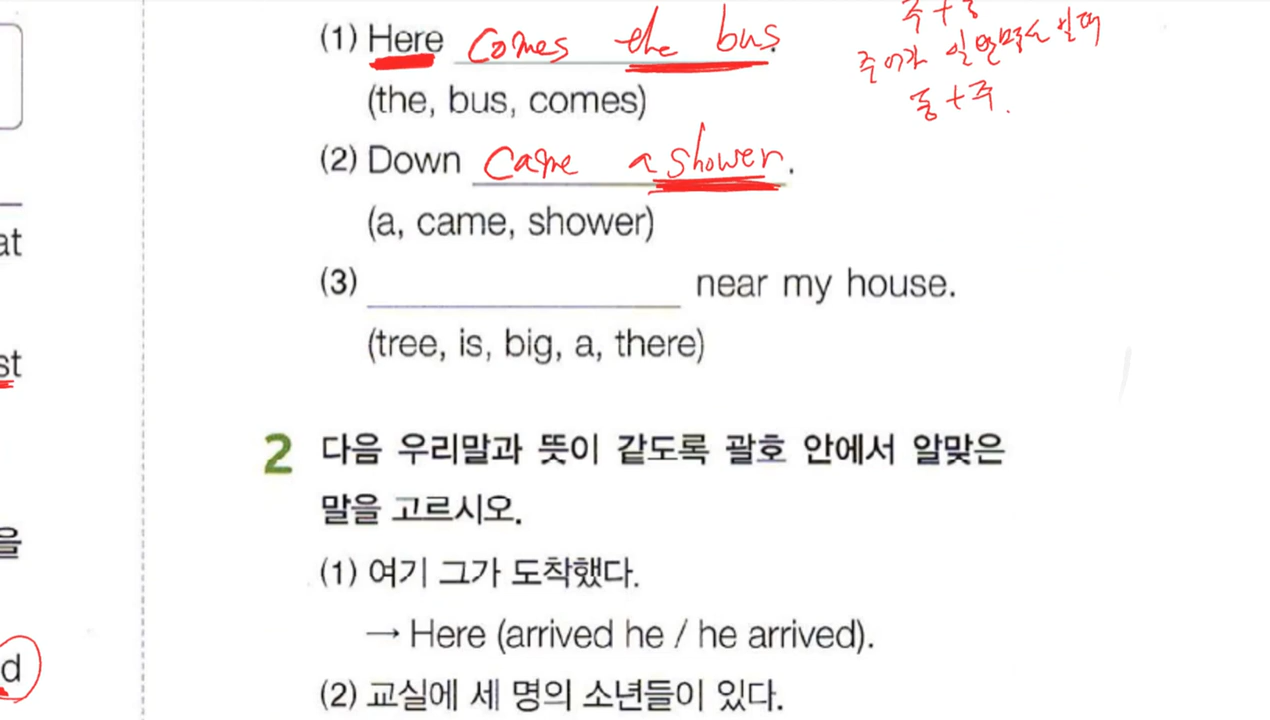 주+동
(1) Here comes the bus.
주어가 일반명사일때
(the, bus, comes)
동+주.
(2) Down came a shower.
(a, came, shower)
at
(3) ____________ near my house.
(tree, is, big, a, there)
st
2 다음 우리말과 뜻이 같도록 괄호 안에서 알맞은
말을 고르시오.
을
(1) 여기 그가 도착했다.
→ Here (arrived he / he arrived).
d
(2) 교실에 세 명의 소년들이 있다.